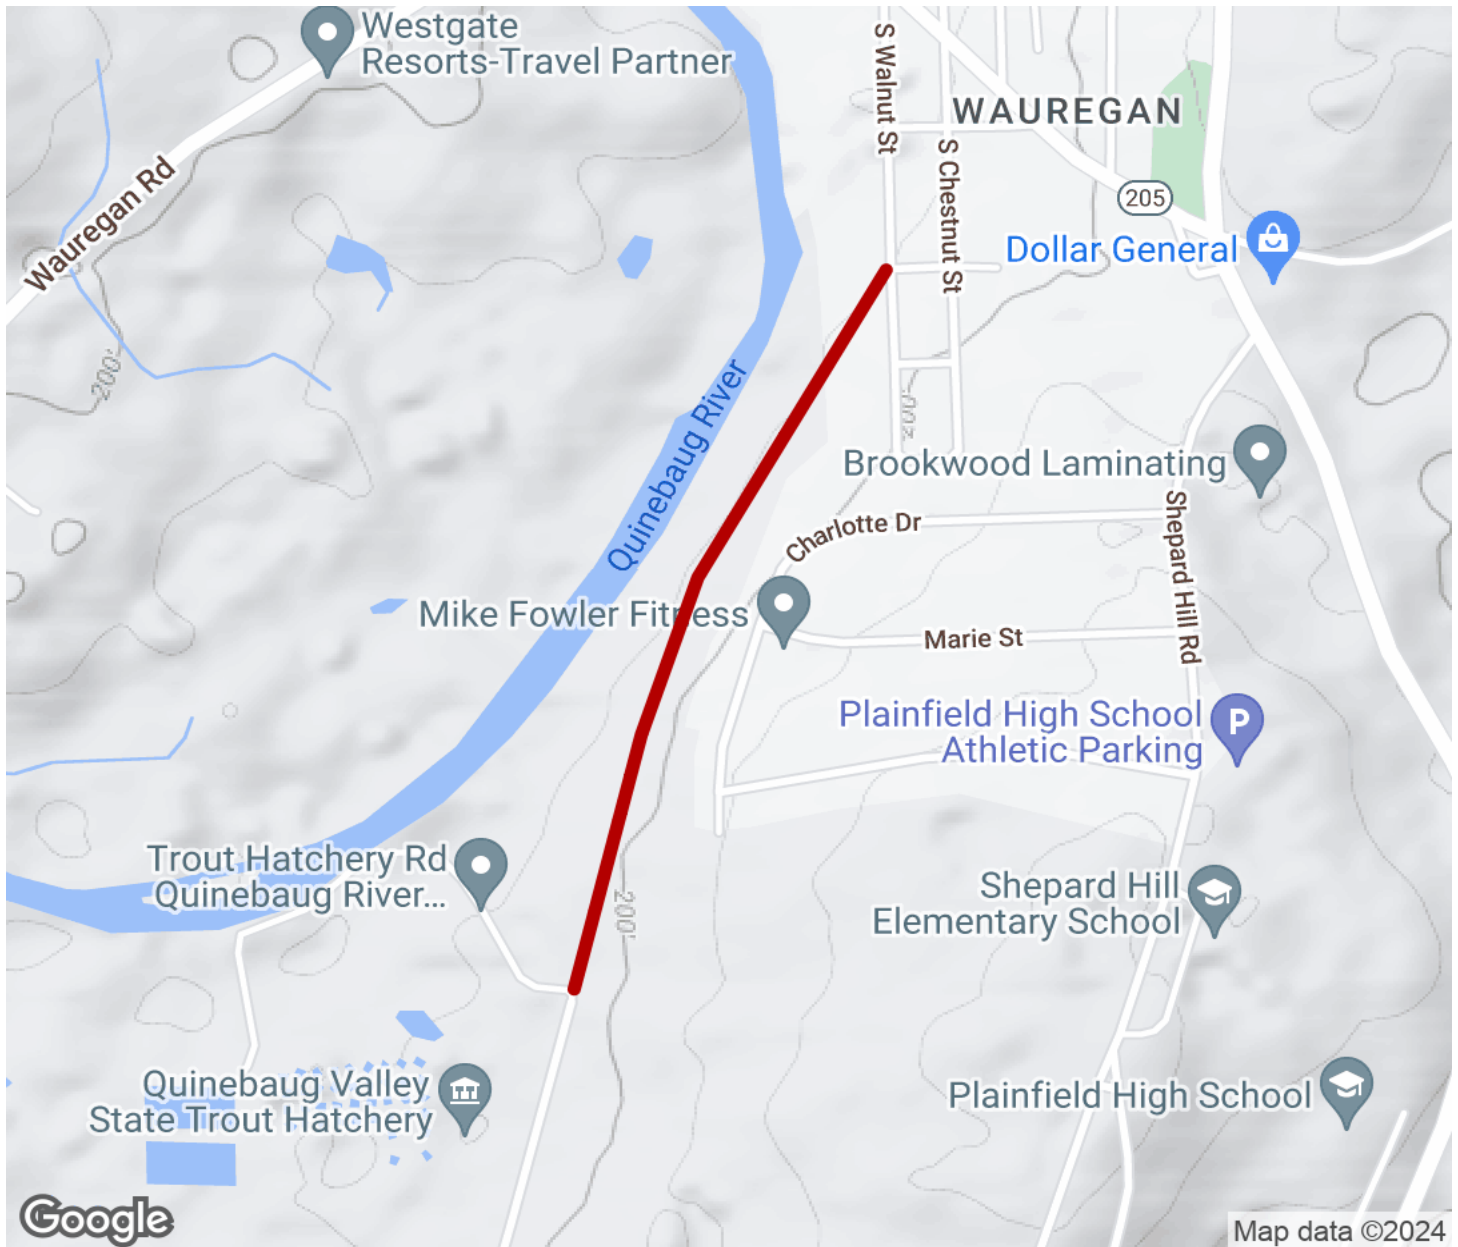 Westgate
Resorts-Travel Partner
S Walnut St
WAUREGAN
S Chestnut St
205
Wauregan Rd
Dollar General
200'
Quinebaug River
200'
Brookwood Laminating
Charlotte Dr
Shepard Hill Rd
Mike Fowler Fitness
Marie St
Plainfield High School
Athletic Parking
Trout Hatchery Rd
Quinebaug River...
200'
Shepard Hill
Elementary School
Quinebaug Valley
State Trout Hatchery
Plainfield High School
Google
Map data ©2024